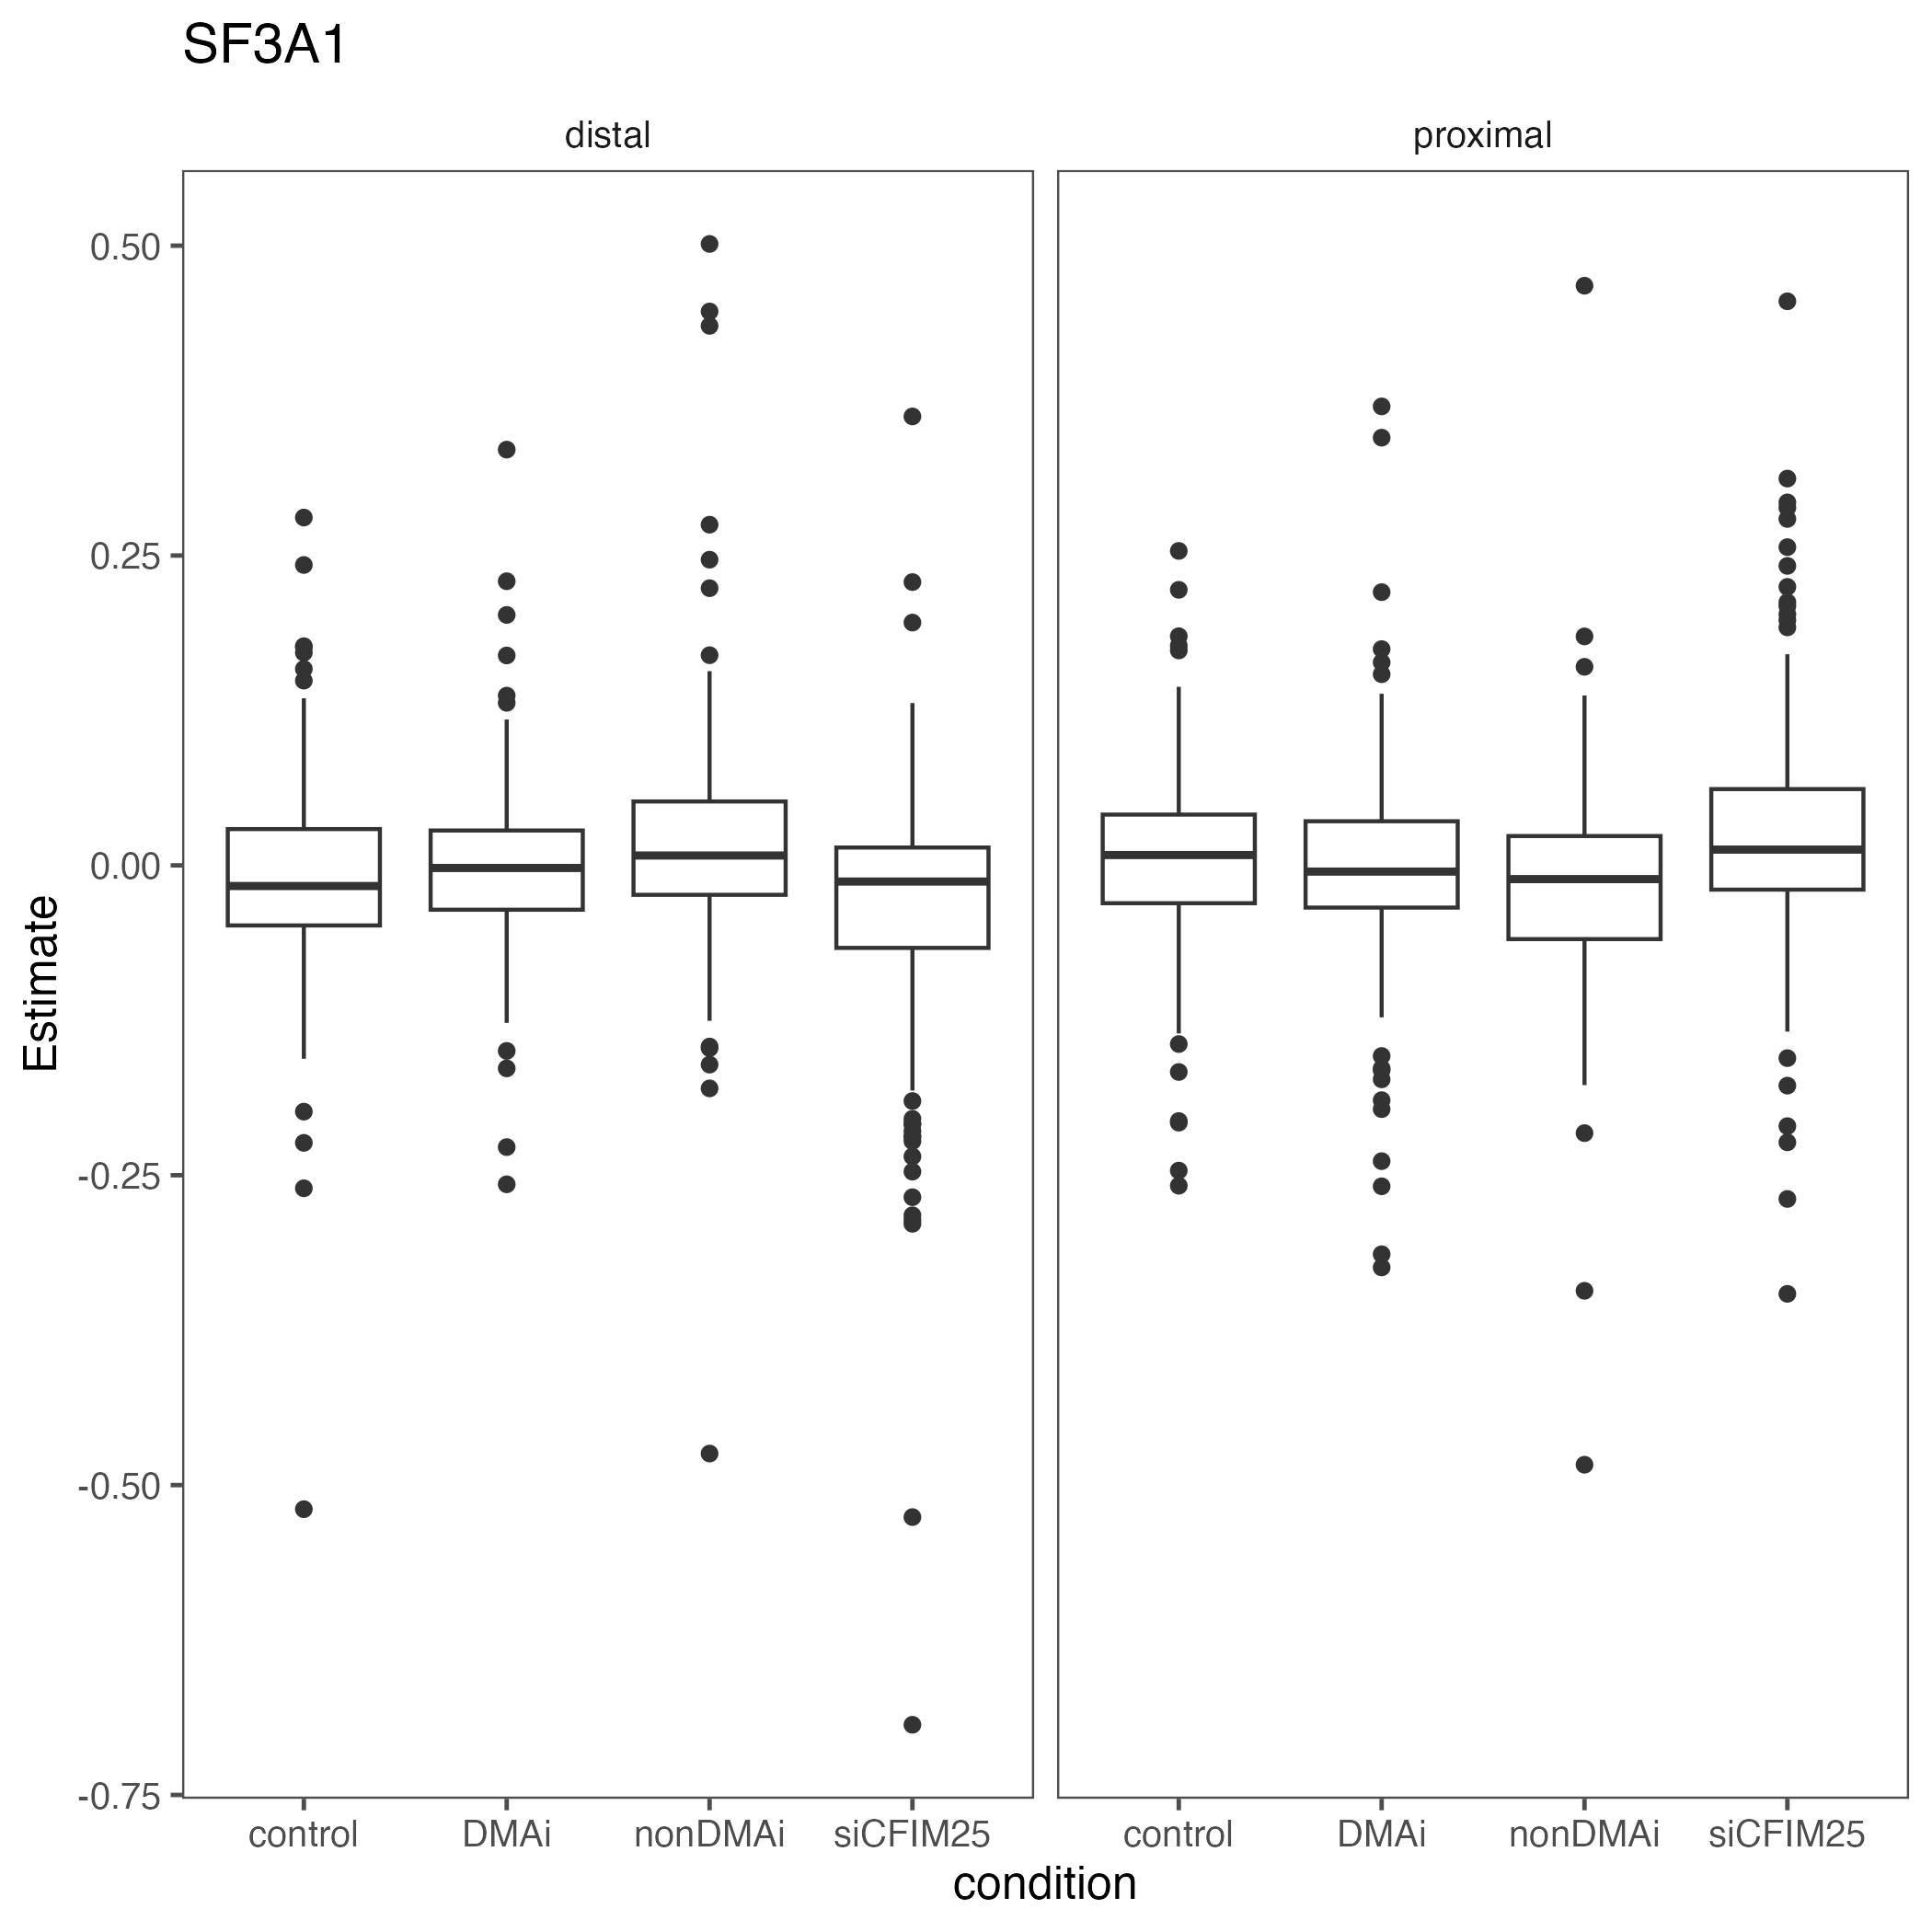 SF3A1
distal
proximal
0.50
0.25
0.00
-0.25
-0.50
-0.75
Estimate
control DMAi nonDMAi siCFIM25
control DMAi nonDMAi siCFIM25
condition